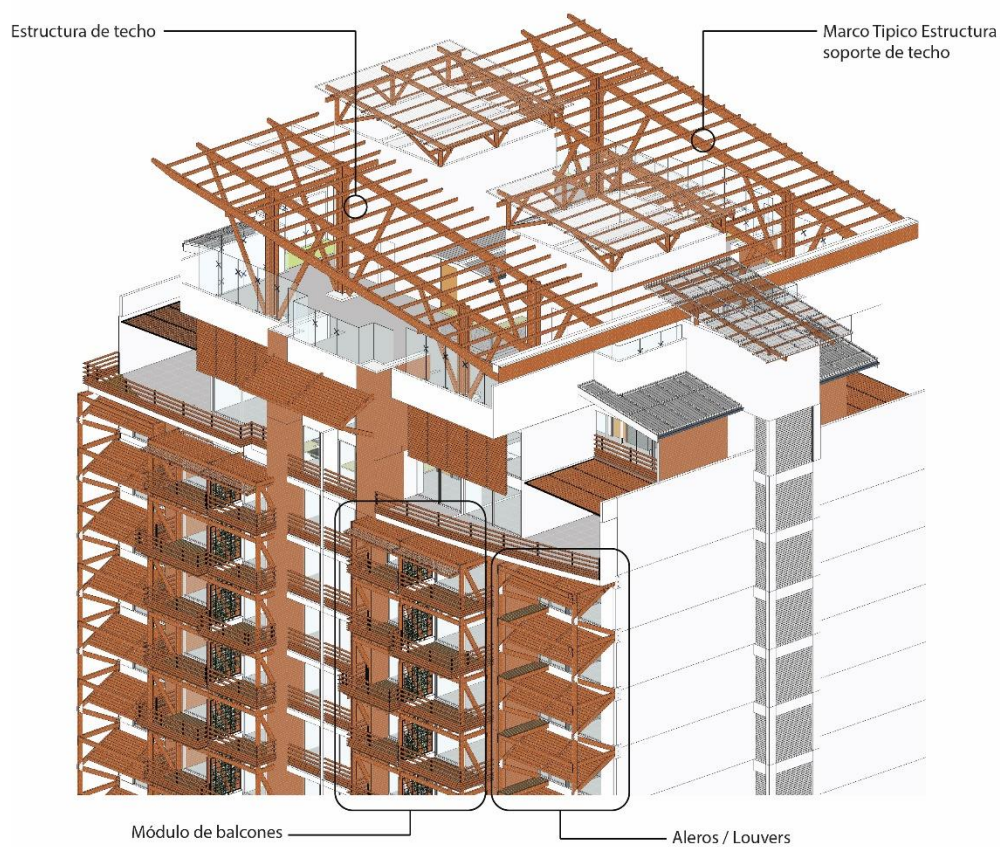 Estructura de techo
Marco Tipico Estructura
soporte de techo
Módulo de balcones
Aleros / Louvers